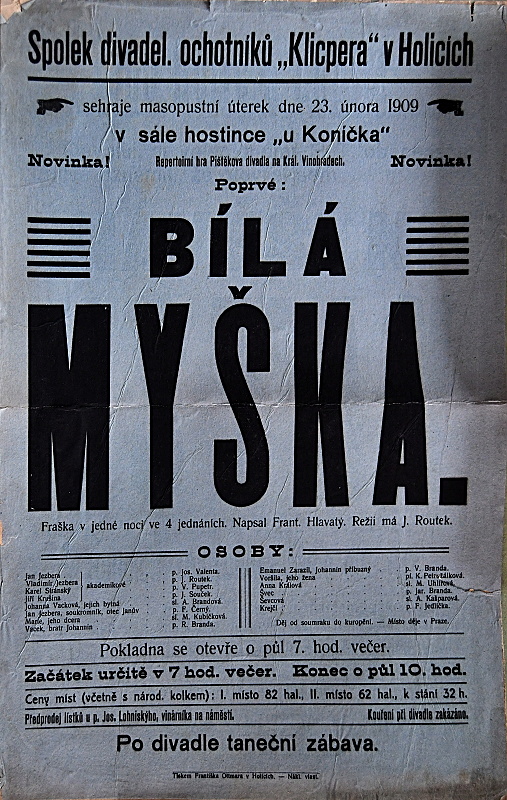 Spolek divadel. ochotníků „Klicpera“ v Holicích
sehraje masopustní úterek dne 23. února 1909
v sále hostince „u Koníčka“
Novinka! Repertoirní hra Pištěkova divadla na Král. Vinohradech. Novinka!
Poprvé:
BÍLÁ
MYŠKA.
Fraška v jedné noci ve 4 jednáních. Napsal Frant. Hlavatý. Režii má J. Routek.
OSOBY:
Jan Jezbera p. Jos. Valenta.
Vladimír Jezbera p. J. Routek.
Karel Stránský akademikové p. V. Pupetr.
Jiří Krušina p. J. Souček.
Johanna Vacková, jejich bytná sl. A. Brandová.
Jan Jezbera, soukromník, otec Janův p. F. Černý.
Marie, jeho dcera sl. M. Kubíčková.
Vacek, bratr Johannin p. R. Branda.
Emanuel Zarazil, Johannin příbuzný p. V. Branda.
Voršila, jeho žena pí. K. Petrvtálíková.
Anna Králová sl. M. Uhlířová.
Švec p. Jar. Branda.
Ševcová sl. A. Kašparová.
Krejčí p. F. Jedlička.
Děj od soumraku do kuropění. — Místo děje v Praze.
Pokladna se otevře o půl 7. hod. večer.
Začátek určitě v 7 hod. večer. Konec o půl 10. hod.
Ceny míst (včetně s národ. kolkem): I. místo 82 hal., II. místo 62 hal., k stání 32 h.
Předprodej lístků u p. Jos. Lohniského, vinárníka na náměstí. Kouření při divadle zakázáno.
Po divadle taneční zábava.
Tiskem Františka Ottmara v Holicích. — Nákl. vlast.